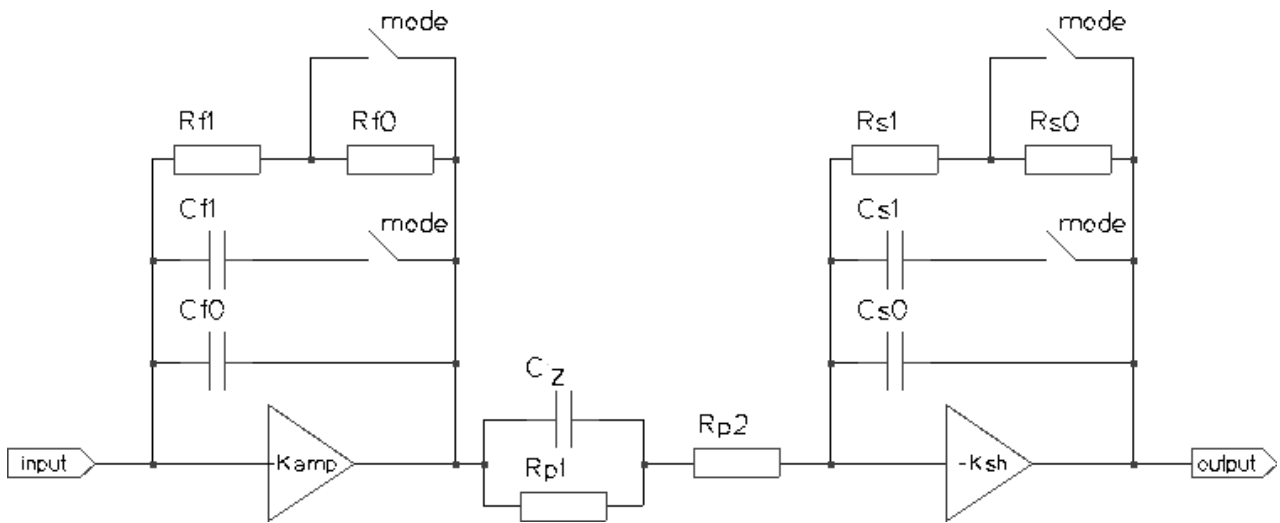 mode mode
Rf1 Rf0 Rs1 Rs0
Cf1 mode Cs1 mode
Cf0 Cs0
Cz
Rp2
input -Kamp Rp1 -Ksh output